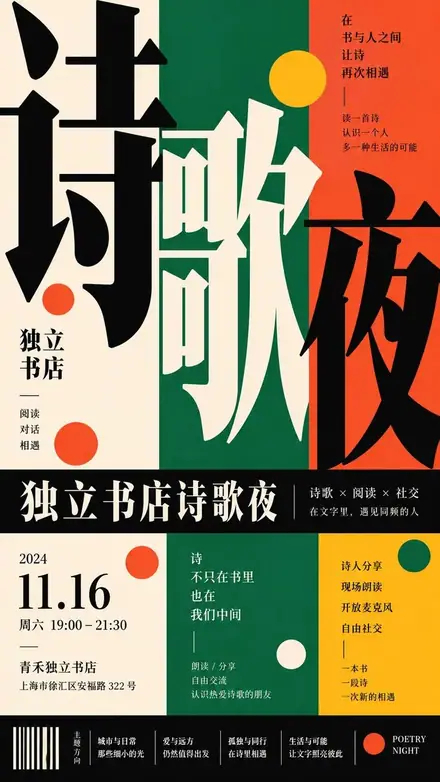 诗歌夜
在
书与人之间
让诗
再次相遇
读一首诗
认识一个人
多一种生活的可能
独立
书店
阅读
对话
相遇
独立书店诗歌夜
诗歌 × 阅读 × 社交
在文字里，遇见同频的人
2024
11.16
周六 19:00–21:30
青禾独立书店
上海市徐汇区安福路 322 号
诗
不只在书里
也在
我们中间
朗读 / 分享
自由交流
认识热爱诗歌的朋友
诗人分享
现场朗读
开放麦克风
自由社交
一本书
一段诗
一次新的相遇
主题方向
城市与日常
那些细小的光
爱与远方
仍然值得出发
孤独与同行
在诗里相遇
生活与可能
让文字照亮彼此
POETRY
NIGHT